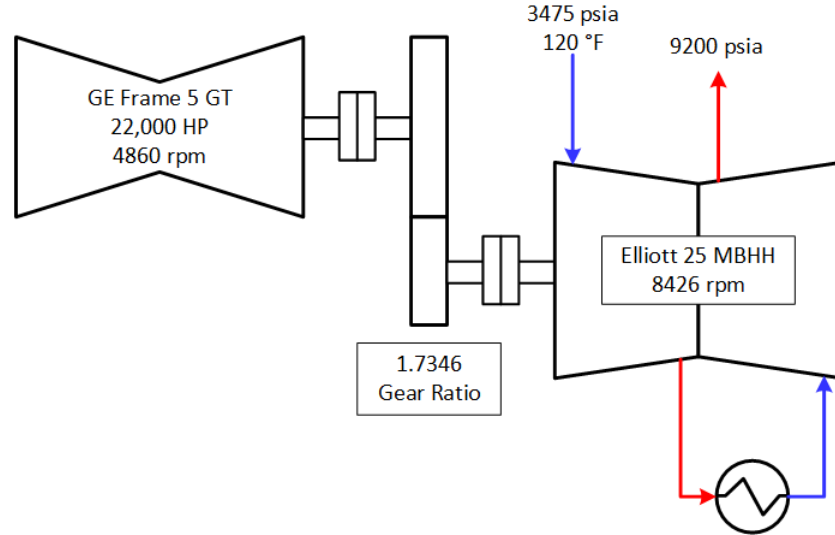 GE Frame 5 GT
22,000 HP
4860 rpm
3475 psia
120 °F
9200 psia
Elliott 25 MBHH
8426 rpm
1.7346
Gear Ratio